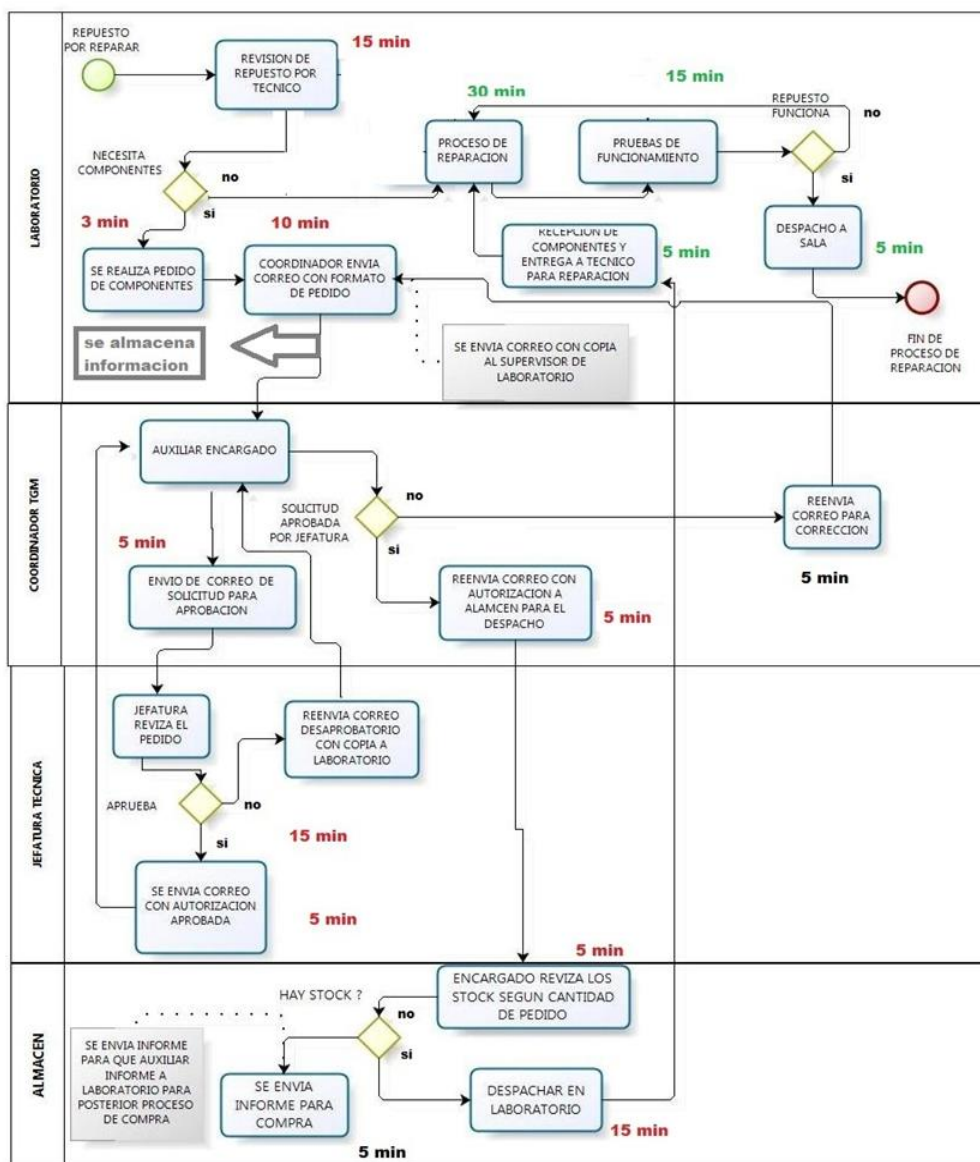 LABORATORIO
REPUESTO
POR REPARAR
REVISION DE
REPUESTO POR
TECNICO
15 min
NECESITA
COMPONENTES
no
si
3 min
SE REALIZA PEDIDO
DE COMPONENTES
10 min
COORDINADOR ENVIA
CORREO CON FORMATO
DE PEDIDO
se almacena
informacion
SE ENVIA CORREO CON COPIA
AL SUPERVISOR DE
LABORATORIO
30 min
PROCESO DE
REPARACION
15 min
PRUEBAS DE
FUNCIONAMIENTO
REPUESTO
FUNCIONA
no
si
RECEPCION DE
COMPONENTES Y
ENTREGA A TECNICO
PARA REPARACION
5 min
DESPACHO A
SALA
5 min
FIN DE
PROCESO DE
REPARACION
COORDINADOR TGM
AUXILIAR ENCARGADO
5 min
ENVIO DE CORREO DE
SOLICITUD PARA
APROBACION
SOLICITUD
APROBADA
POR JEFATURA
no
si
REENVIA CORREO CON
AUTORIZACION A
ALAMCEN PARA EL
DESPACHO
5 min
REENVIA
CORREO PARA
CORRECCION
5 min
JEFATURA TECNICA
JEFATURA
REVIZA EL
PEDIDO
REENVIA CORREO
DESAPROBATORIO
CON COPIA A
LABORATORIO
APRUEBA
no
si
15 min
SE ENVIA CORREO
CON AUTORIZACION
APROBADA
5 min
ALMACEN
5 min
ENCARGADO REVIZA LOS
STOCK SEGUN CANTIDAD
DE PEDIDO
HAY STOCK ?
no
si
SE ENVIA INFORME
PARA QUE AUXILIAR
INFORME A
LABORATORIO PARA
POSTERIOR PROCESO
DE COMPRA
SE ENVIA
INFORME PARA
COMPRA
5 min
DESPACHAR EN
LABORATORIO
15 min